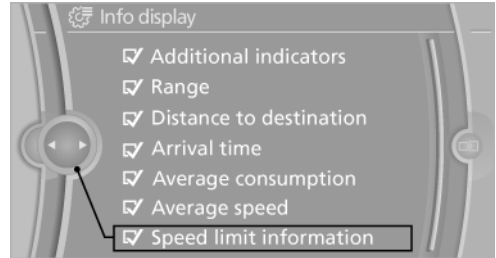 Info display
Additional indicators
Range
Distance to destination
Arrival time
Average consumption
Average speed
Speed limit information